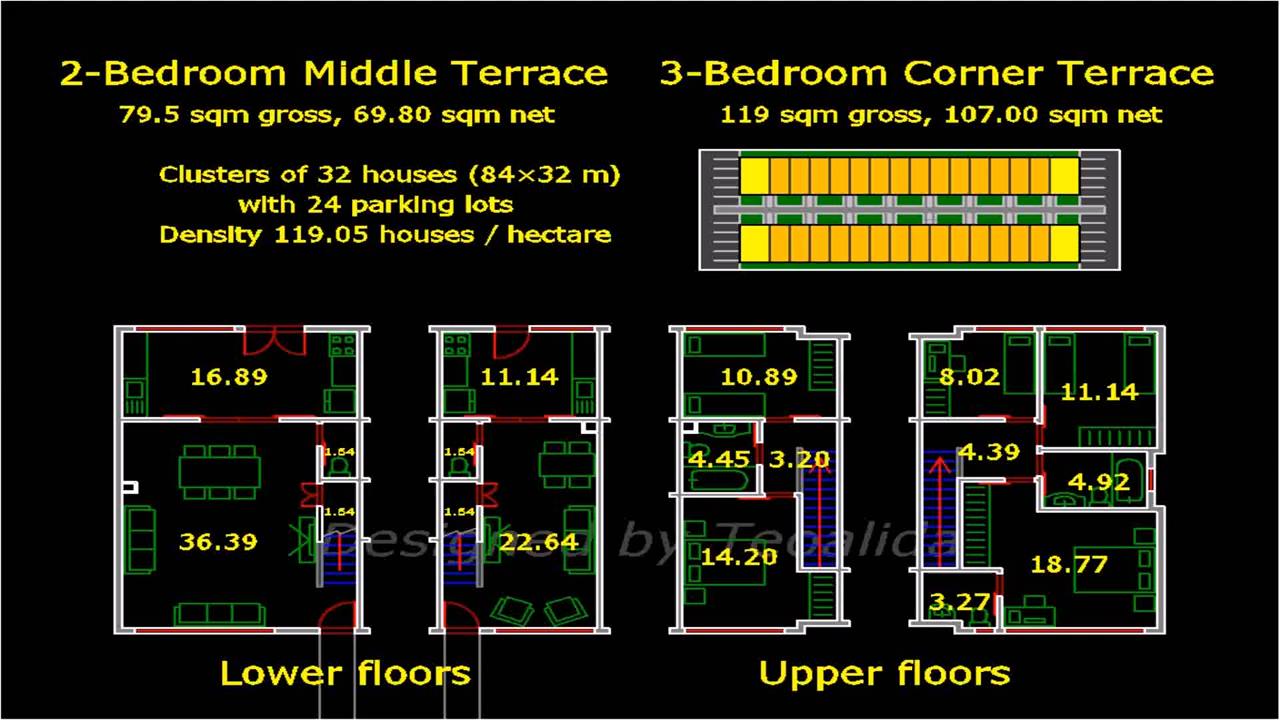 2-Bedroom Middle Terrace
79.5 sqm gross, 69.80 sqm net
3-Bedroom Corner Terrace
119 sqm gross, 107.00 sqm net
Clusters of 32 houses (84×32 m)
with 24 parking lots
Density 119.05 houses / hectare
16.89
11.14
10.89
8.02
11.14
1.54
1.54
4.45
3.20
4.39
4.92
1.54
1.54
36.39
22.64
14.20
18.77
3.27
Designed by Teoalida
Lower floors
Upper floors